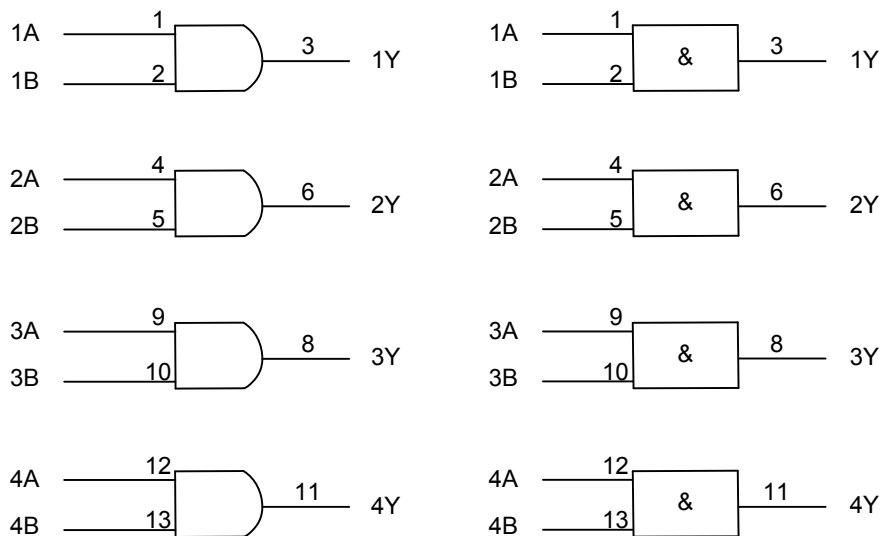 1A 1 3 1Y 1A 1 & 3 1Y
1B 2 1B 2
2A 4 6 2Y 2A 4 & 6 2Y
2B 5 2B 5
3A 9 8 3Y 3A 9 & 8 3Y
3B 10 3B 10
4A 12 11 4Y 4A 12 & 11 4Y
4B 13 4B 13